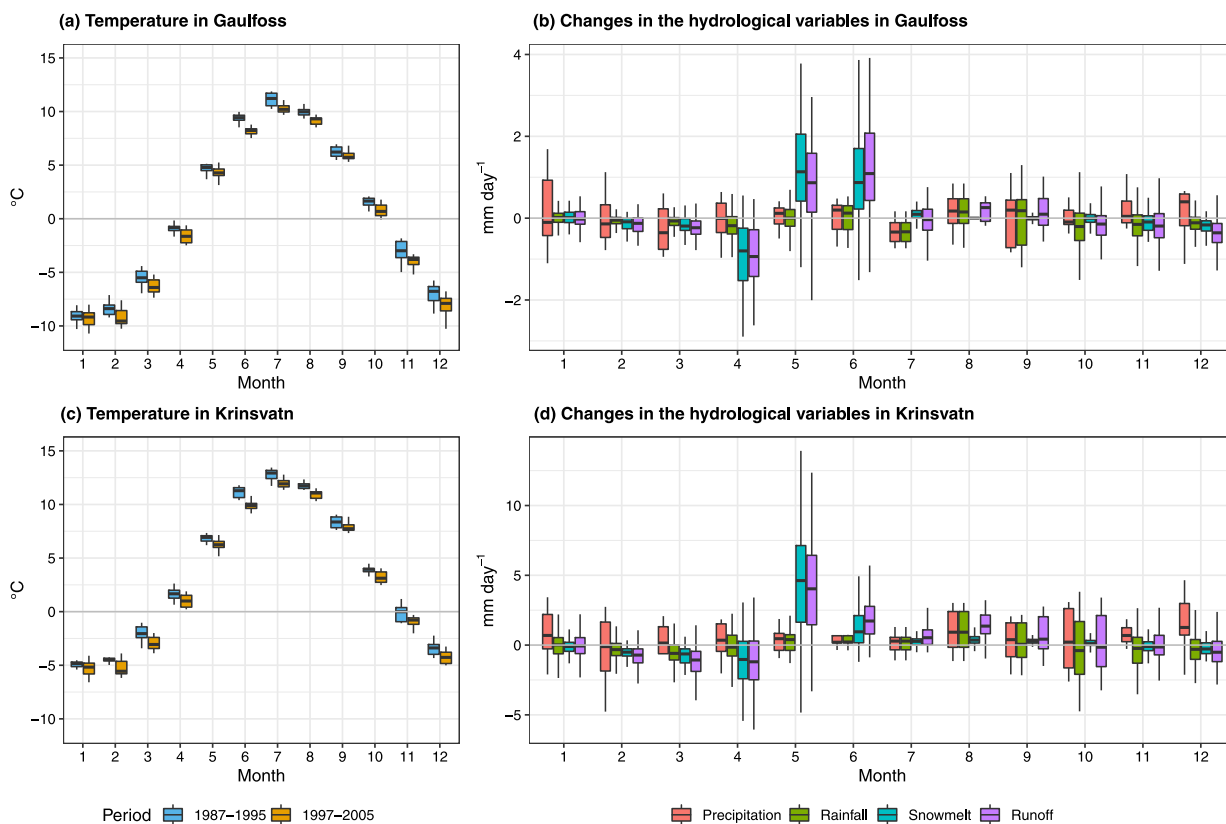 (a) Temperature in Gaulfoss
(b) Changes in the hydrological variables in Gaulfoss
15
10
5
0
−5
−10
°C
1 2 3 4 5 6 7 8 9 10 11 12
Month
4
2
0
−2
mm day⁻¹
1 2 3 4 5 6 7 8 9 10 11 12
Month
(c) Temperature in Krinsvatn
(d) Changes in the hydrological variables in Krinsvatn
15
10
5
0
−5
−10
°C
1 2 3 4 5 6 7 8 9 10 11 12
Month
10
5
0
−5
mm day⁻¹
1 2 3 4 5 6 7 8 9 10 11 12
Month
Period 1987−1995 1997−2005
Precipitation Rainfall Snowmelt Runoff